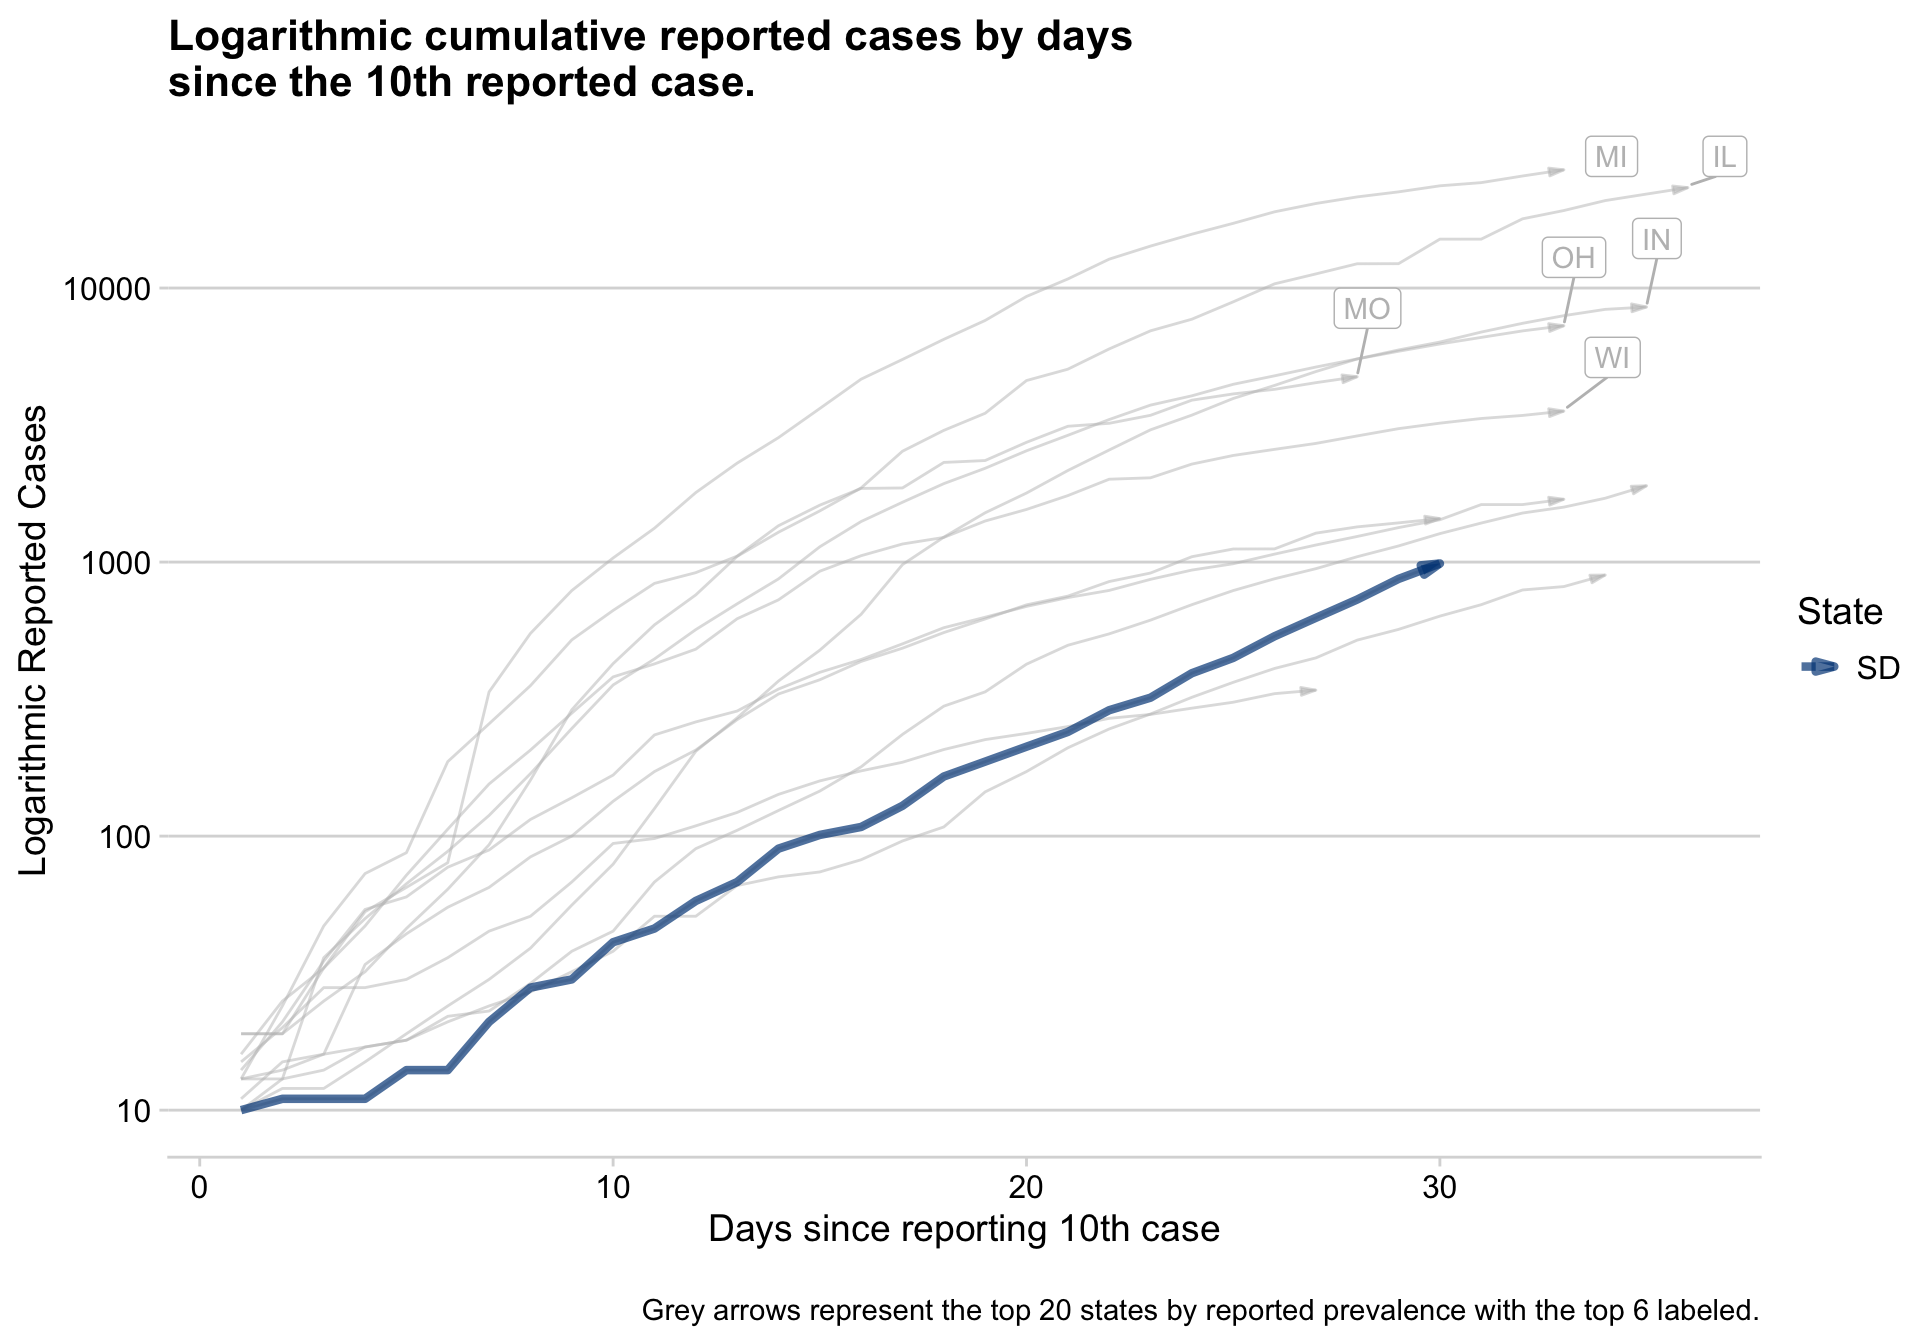 Logarithmic cumulative reported cases by days
since the 10th reported case.
MI
IL
IN
OH
MO
WI
10000
1000
100
10
Logarithmic Reported Cases
State
SD
0
10
20
30
Days since reporting 10th case
Grey arrows represent the top 20 states by reported prevalence with the top 6 labeled.